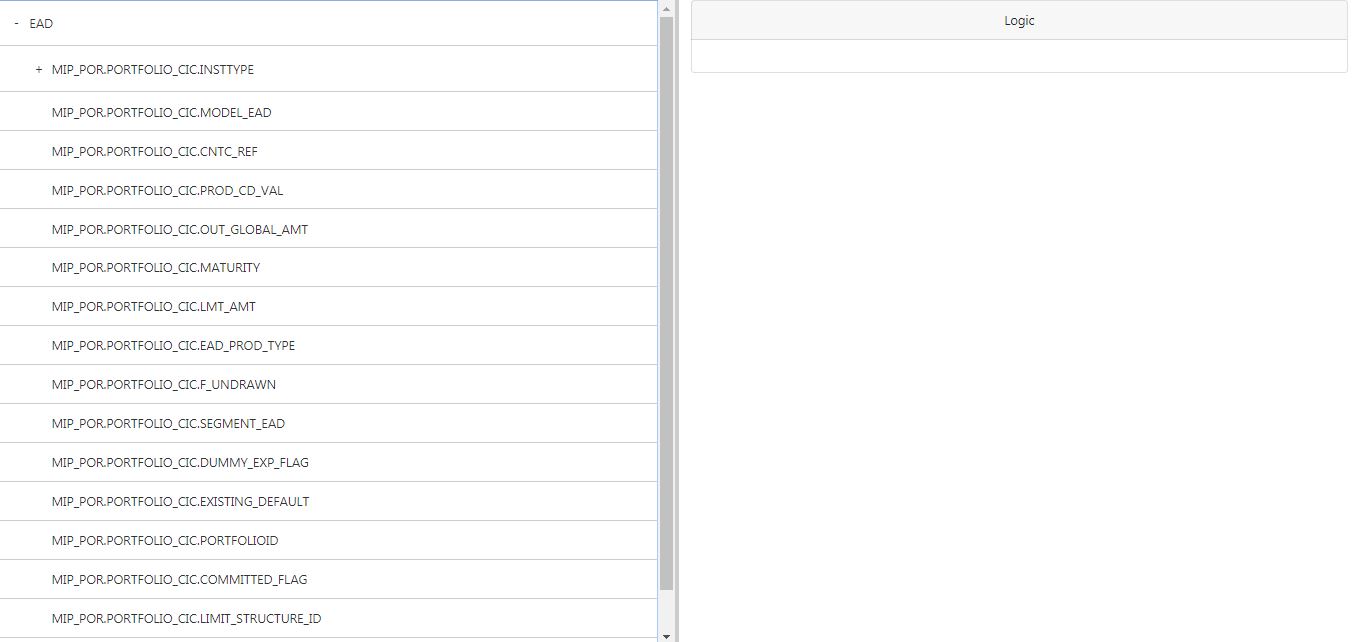 - EAD
+ MIP_POR.PORTFOLIO_CIC.INSTTYPE
MIP_POR.PORTFOLIO_CIC.MODEL_EAD
MIP_POR.PORTFOLIO_CIC.CNTC_REF
MIP_POR.PORTFOLIO_CIC.PROD_CD_VAL
MIP_POR.PORTFOLIO_CIC.OUT_GLOBAL_AMT
MIP_POR.PORTFOLIO_CIC.MATURITY
MIP_POR.PORTFOLIO_CIC.LMT_AMT
MIP_POR.PORTFOLIO_CIC.EAD_PROD_TYPE
MIP_POR.PORTFOLIO_CIC.F_UNDRAWN
MIP_POR.PORTFOLIO_CIC.SEGMENT_EAD
MIP_POR.PORTFOLIO_CIC.DUMMY_EXP_FLAG
MIP_POR.PORTFOLIO_CIC.EXISTING_DEFAULT
MIP_POR.PORTFOLIO_CIC.PORTFOLIOID
MIP_POR.PORTFOLIO_CIC.COMMITTED_FLAG
MIP_POR.PORTFOLIO_CIC.LIMIT_STRUCTURE_ID
Logic